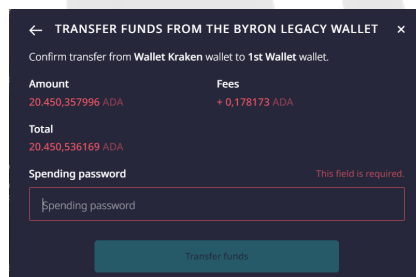 ← TRANSFER FUNDS FROM THE BYRON LEGACY WALLET ×
Confirm transfer from Wallet Kraken wallet to 1st Wallet wallet.
Amount Fees
20.450,357996 ADA + 0,178173 ADA
Total
20.450,536169 ADA
Spending password This field is required.
Spending password
Transfer funds